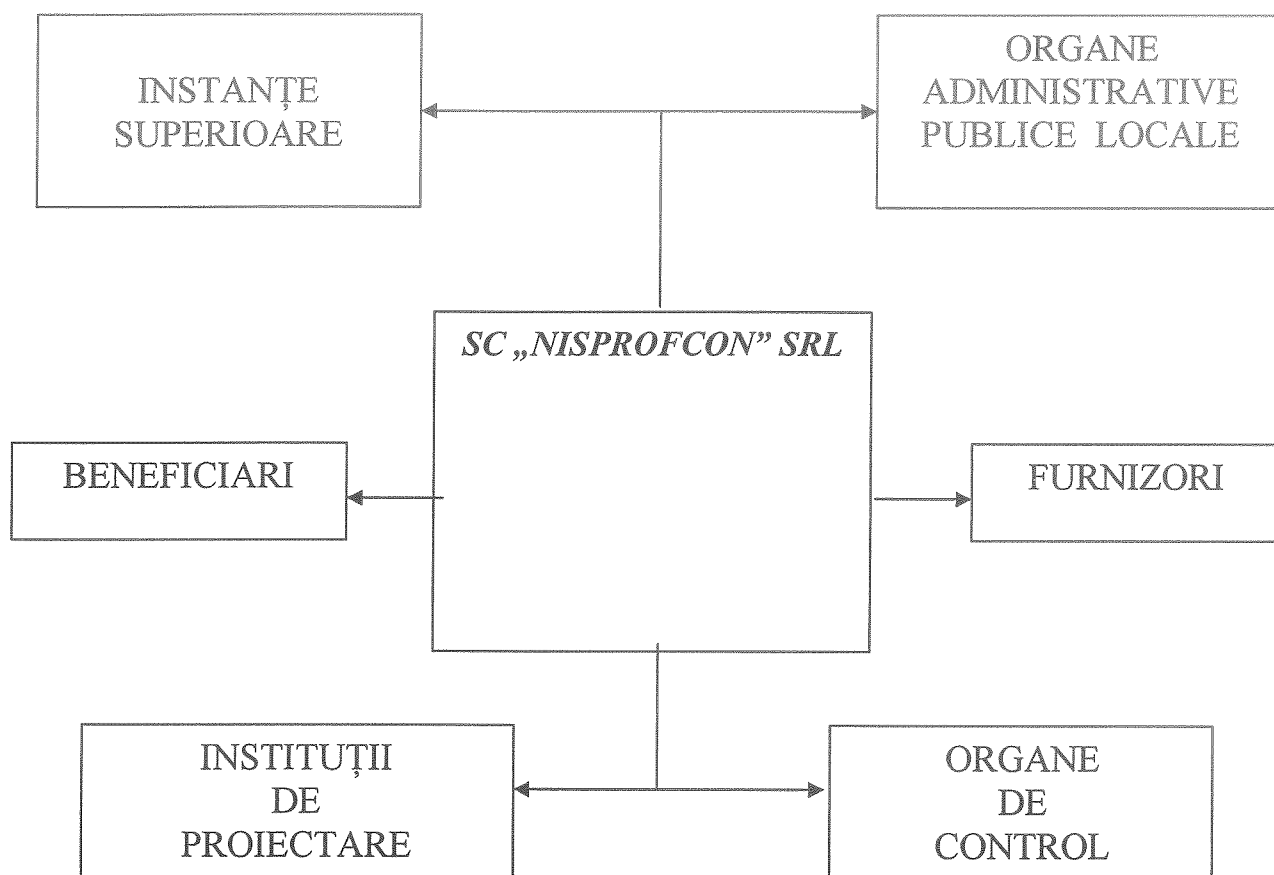 INSTANȚE
SUPERIOARE
ORGANE
ADMINISTRATIVE
PUBLICE LOCALE
SC „NISPROFCON” SRL
BENEFICIARI
FURNIZORI
INSTITUȚII
DE
PROIECTARE
ORGANE
DE
CONTROL